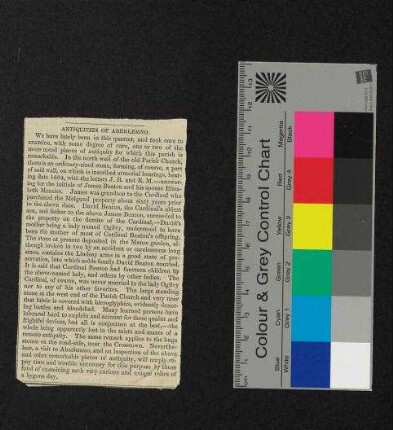 ANTIQUITIES OF ABERLEMNO.
We have lately been in this quarter, and took care to
examine, with some degree of care, one or two of the
more noted pieces of antiquity for which this parish is
remarkable. In the north wall of the old Parish Church,
there is an ordinary-sized stone, forming, of course, a part
of said wall, on which is inscribed armorial bearings, bear-
ing date 1604, with the letters J. B. and E. M.—
ing for the initials of James Beaton and his spouse Eliza-
beth Menzies. James was grandson to the Cardinal who
purchased the Melgund property about sixty years prior
to the above date. David Beaton, the Cardinal's eldest
son, and father to the above James Beaton, succeeded to
the property on the demise of the Cardinal.—David's
mother being a lady named Ogilvy, understood to have
been the mother of most of Cardinal Beaton's offspring.
The stone at present deposited in the Manse garden, al-
though broken in two by an accident or carelessness long
since, contains the Lindsay arms in a good state of pre-
servation, into which noble family David Beaton married.
It is said that Cardinal Beaton had fourteen children by
the above-named lady, and others by other ladies. The
Cardinal, of course, was never married to the lady Ogilvy
nor to any of his other favorites. The large standing
stone at the west end of the Parish Church and very near
that fabric is covered with hieroglyphics, evidently denot-
ing battles and bloodshed. Many learned persons have
laboured hard to explain and account for these quaint and
frightful devices, but all is conjecture at the best,—the
whole being apparently lost in the mists and mazes of a
remote antiquity. The same remark applies to the huge
stones on the road-side, near the Crosstown. Neverthe-
less, a visit to Aberlemno, and an inspection of the above
and other remarkable pieces of antiquity, will amply re-
pay time and trouble necessary for this purpose by those
fond of examining such very curious and unique relics of
a bygone day.
Colour & Grey Control Chart
Blue Cyan Green Yellow Red Magenta
White Grey 1 Grey 2 Grey 3 Grey 4 Black